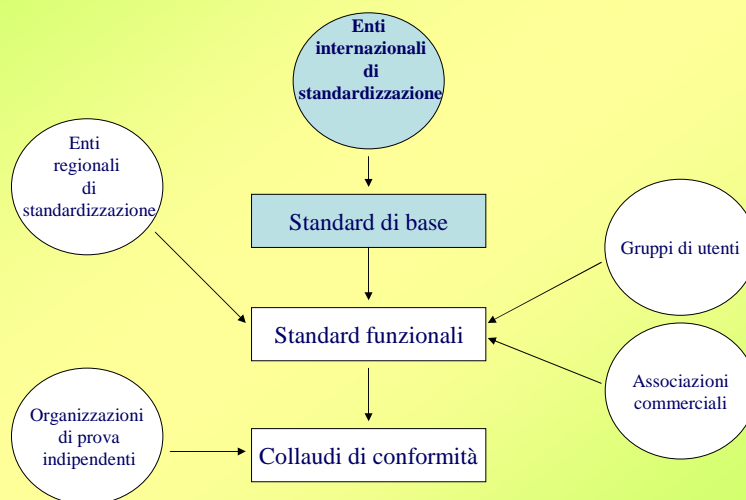 Enti
internazionali
di
standardizzazione
Enti
regionali
di
standardizzazione
Standard di base
Gruppi di utenti
Standard funzionali
Associazioni
commerciali
Organizzazioni
di prova
indipendenti
Collaudi di conformità